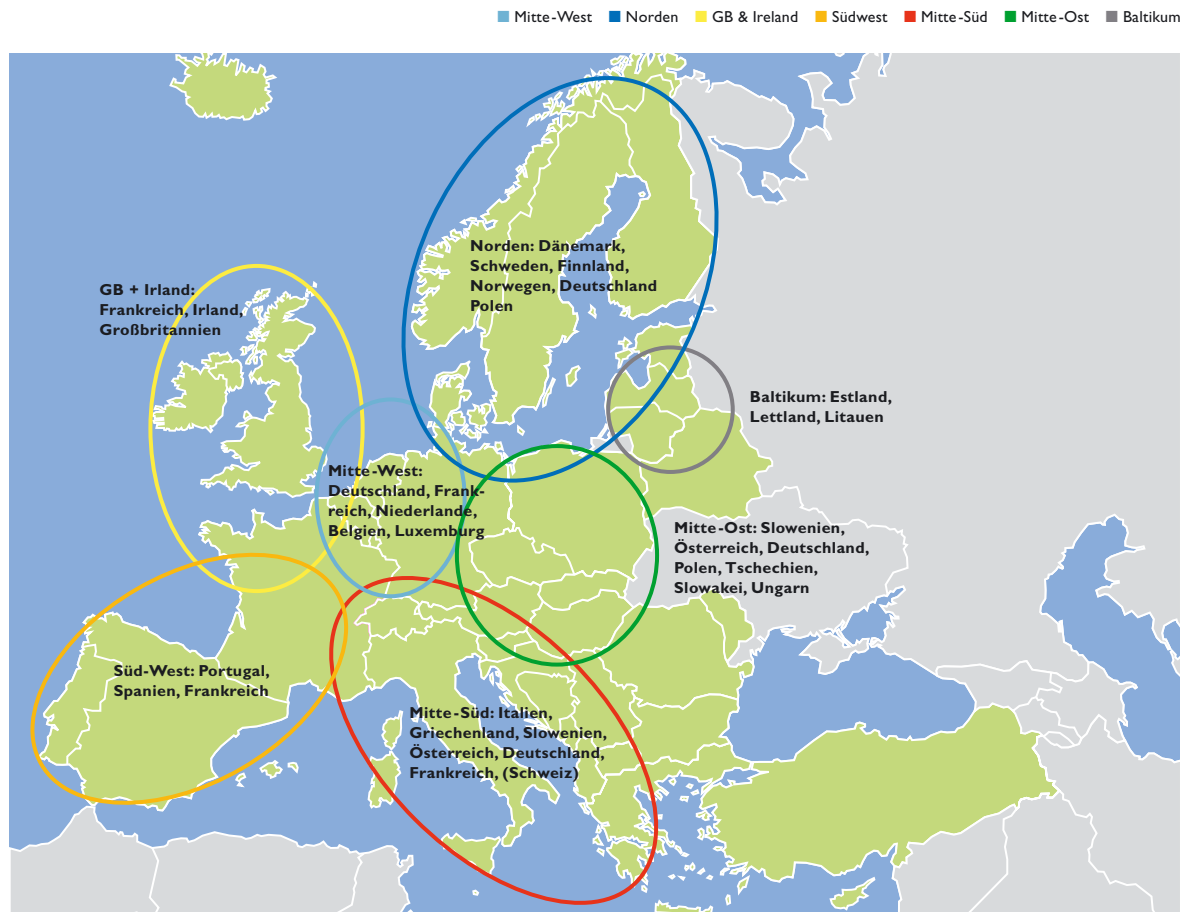 Mitte-West Norden GB & Ireland Südwest Mitte-Süd Mitte-Ost Baltikum
Norden: Dänemark,
Schweden, Finnland,
Norwegen, Deutschland
Polen
GB + Irland:
Frankreich, Irland,
Großbritannien
Baltikum: Estland,
Lettland, Litauen
Mitte-West:
Deutschland, Frank-
reich, Niederlande,
Belgien, Luxemburg
Mitte-Ost: Slowenien,
Österreich, Deutschland,
Polen, Tschechien,
Slowakei, Ungarn
Süd-West: Portugal,
Spanien, Frankreich
Mitte-Süd: Italien,
Griechenland, Slowenien,
Österreich, Deutschland,
Frankreich, (Schweiz)